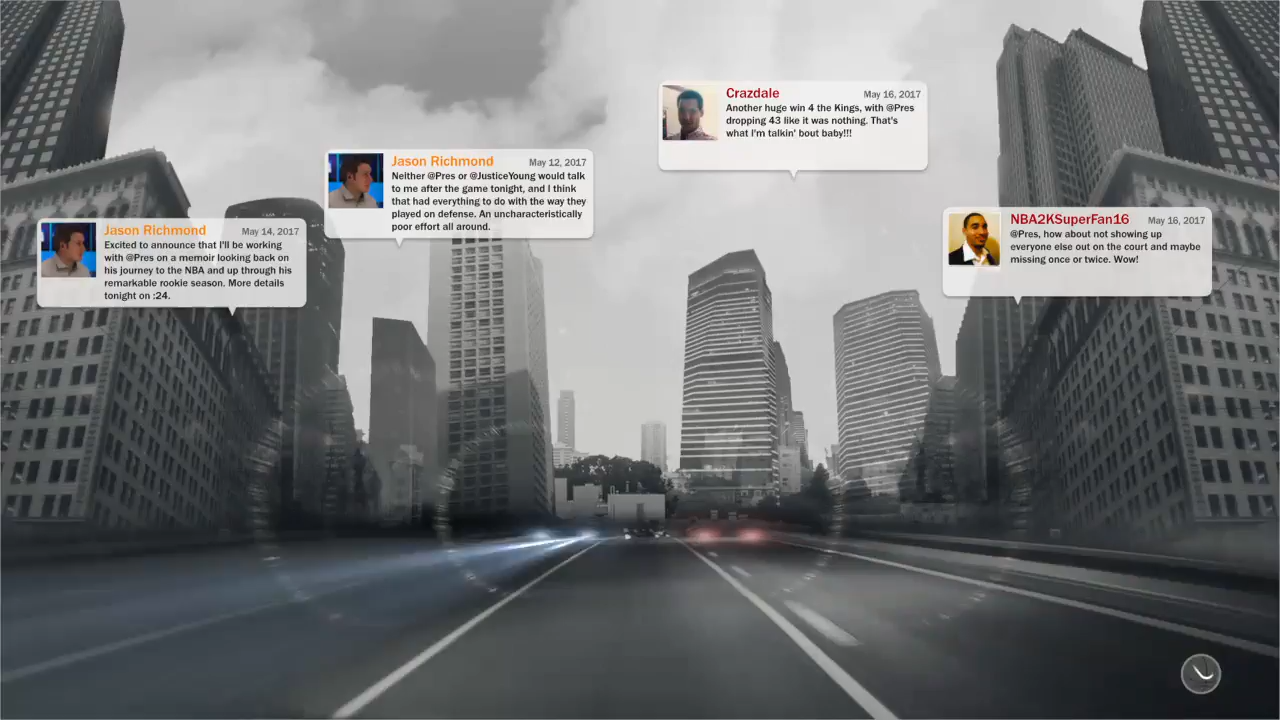 Crazdale
May 16, 2017
Another huge win 4 the Kings, with @Pres
dropping 43 like it was nothing. That's
what I'm talkin' bout baby!!!
Jason Richmond
May 12, 2017
Neither @Pres or @JusticeYoung would talk
to me after the game tonight, and I think
that had everything to do with the way they
played on defense. An uncharacteristically
poor effort all around.
NBA2KSuperFan16
May 16, 2017
@Pres, how about not showing up
everyone else out on the court and maybe
missing once or twice. Wow!
Jason Richmond
May 14, 2017
Excited to announce that I'll be working
with @Pres on a memoir looking back on
his journey to the NBA and up through his
remarkable rookie season. More details
tonight on :24.